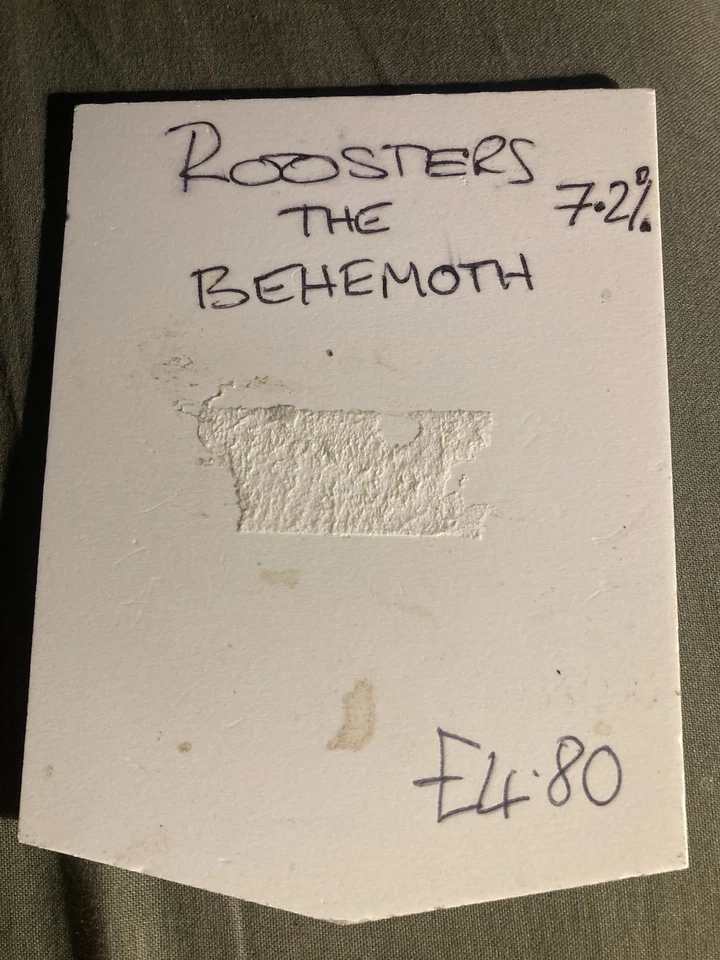 ROOSTERS
7.2%
THE
BEHEMOTH
£4.80